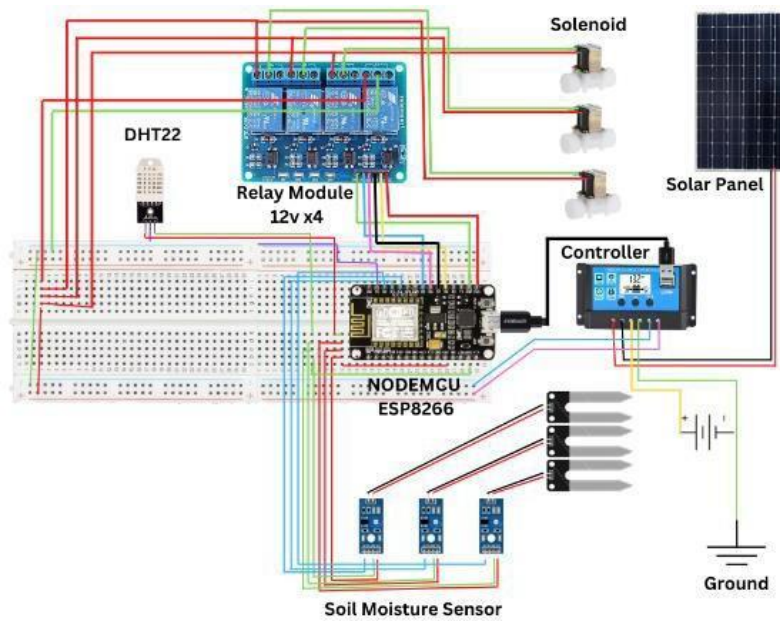 Solenoid
DHT22
Relay Module
12v x4
Solar Panel
Controller
NODEMCU
ESP8266
Soil Moisture Sensor
Ground